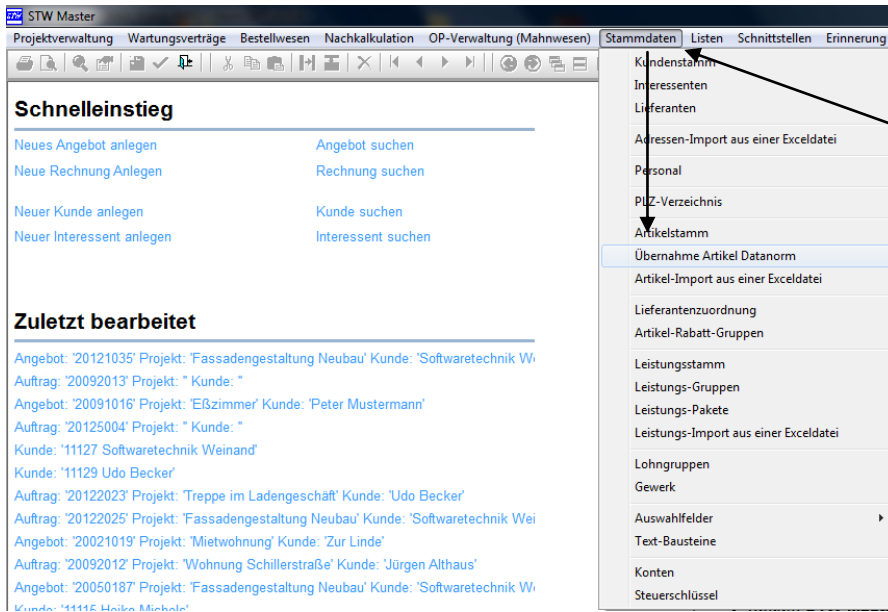 STW Master
Projektverwaltung Wartungsverträge Bestellwesen Nachkalkulation OP-Verwaltung (Mahnwesen) Stammdaten Listen Schnittstellen Erinnerung
Schnelleinstieg
Neues Angebot anlegen Angebot suchen
Neue Rechnung Anlegen Rechnung suchen
Neuer Kunde anlegen Kunde suchen
Neuer Interessent anlegen Interessent suchen
Zuletzt bearbeitet
Angebot: '20121035' Projekt: 'Fassadengestaltung Neubau' Kunde: 'Softwaretechnik
Auftrag: '20092013' Projekt: '' Kunde: ''
Angebot: '20091016' Projekt: 'Eßzimmer' Kunde: 'Peter Mustermann'
Auftrag: '20125004' Projekt: '' Kunde: ''
Kunde: '11127 Softwaretechnik Weinand'
Kunde: '11129 Udo Becker'
Auftrag: '20122023' Projekt: 'Treppe im Ladengeschäft' Kunde: 'Udo Becker'
Auftrag: '20122025' Projekt: 'Fassadengestaltung Neubau' Kunde: 'Softwaretechnik Wei
Angebot: '20021019' Projekt: 'Mietwohnung' Kunde: 'Zur Linde'
Auftrag: '20092012' Projekt: 'Wohnung Schillerstraße' Kunde: 'Jürgen Althaus'
Angebot: '20050187' Projekt: 'Fassadengestaltung Neubau' Kunde: 'Softwaretechnik
Kunde: '11115 Heike Michels'
Kundenstamm
Interessenten
Lieferanten
Adressen-Import aus einer Exceldatei
Personal
PLZ-Verzeichnis
Artikelstamm
Übernahme Artikel Datanorm
Artikel-Import aus einer Exceldatei
Lieferantenzuordnung
Artikel-Rabatt-Gruppen
Leistungsstamm
Leistungs-Gruppen
Leistungs-Pakete
Leistungs-Import aus einer Exceldatei
Lohngruppen
Gewerk
Auswahlfelder
Text-Bausteine
Konten
Steuerschlüssel